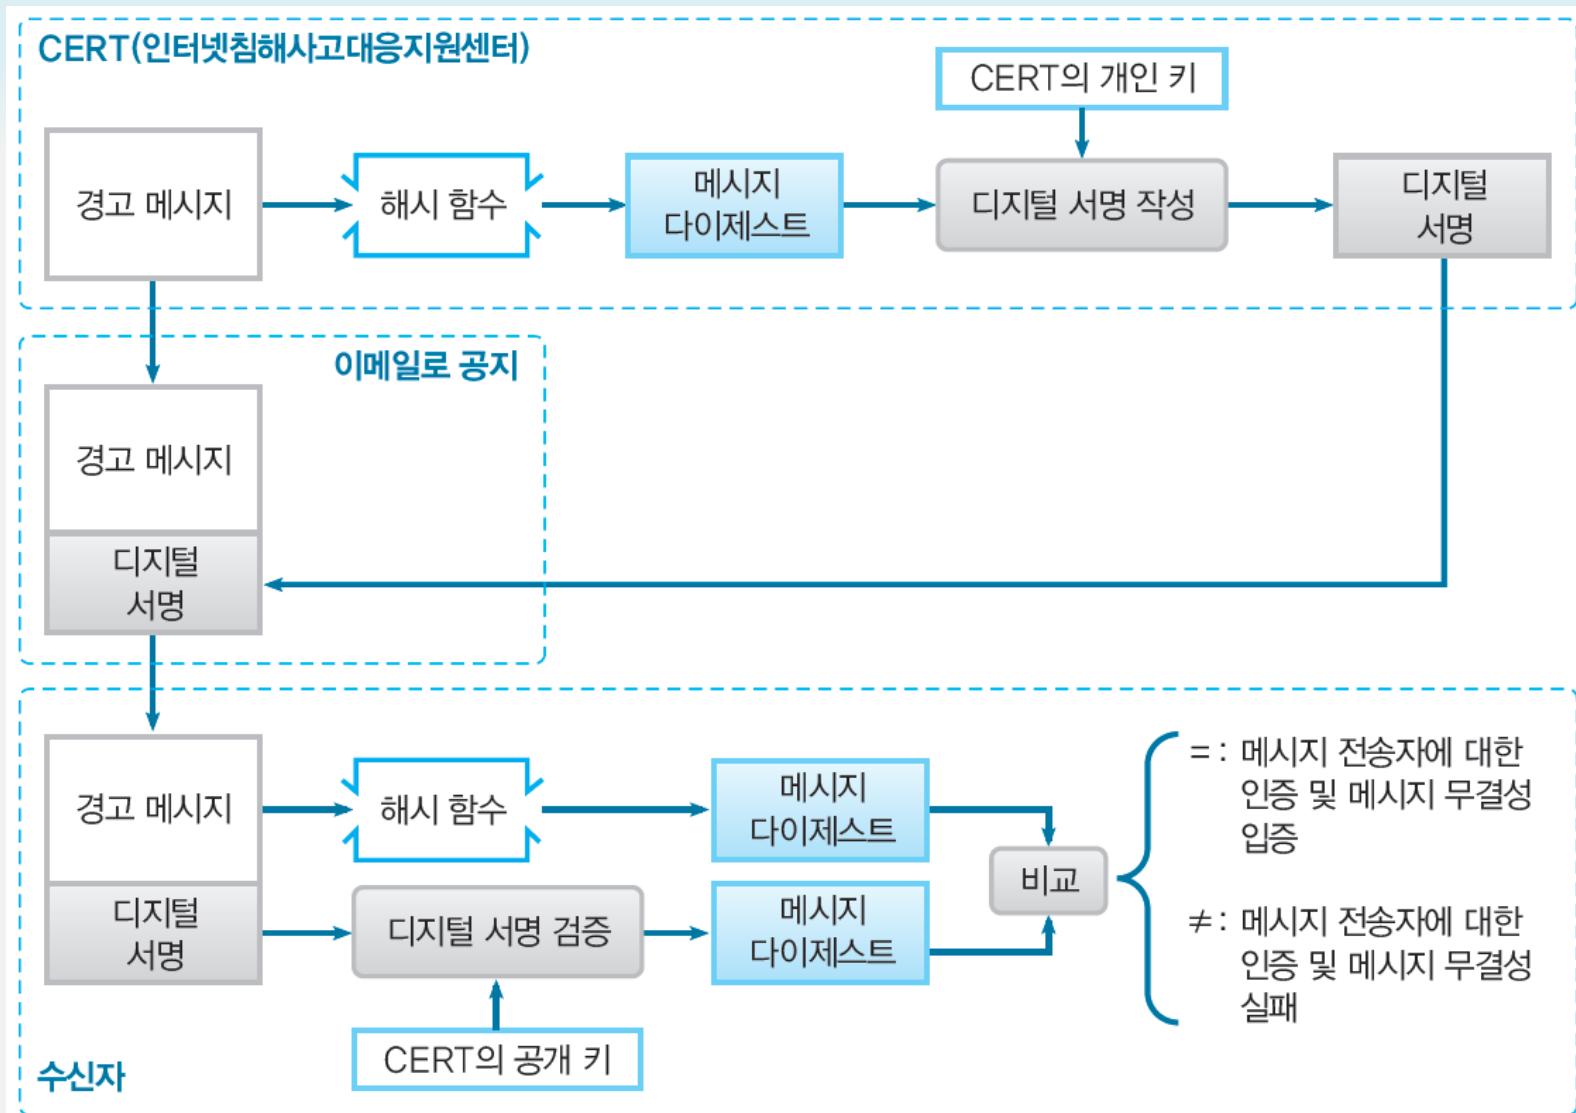 CERT(인터넷침해사고대응지원센터)
CERT의 개인 키
경고 메시지
해시 함수
메시지
다이제스트
디지털 서명 작성
디지털
서명
이메일로 공지
경고 메시지
디지털
서명
경고 메시지
해시 함수
메시지
다이제스트
디지털
서명
디지털 서명 검증
메시지
다이제스트
비교
= : 메시지 전송자에 대한
인증 및 메시지 무결성
입증
≠ : 메시지 전송자에 대한
인증 및 메시지 무결성
실패
CERT의 공개 키
수신자